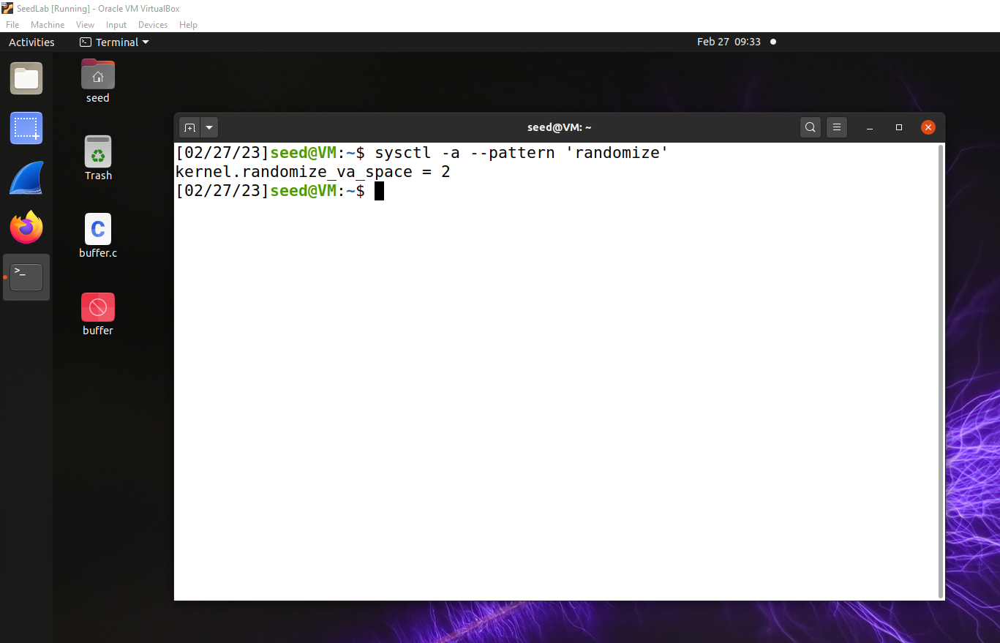 SeedLab [Running] - Oracle VM VirtualBox
File Machine View Input Devices Help
Activities Terminal Feb 27 09:33
seed
Trash
C
buffer.c
buffer
>_
seed@VM: ~
[02/27/23]seed@VM:~$ sysctl -a --pattern 'randomize'
kernel.randomize_va_space = 2
[02/27/23]seed@VM:~$